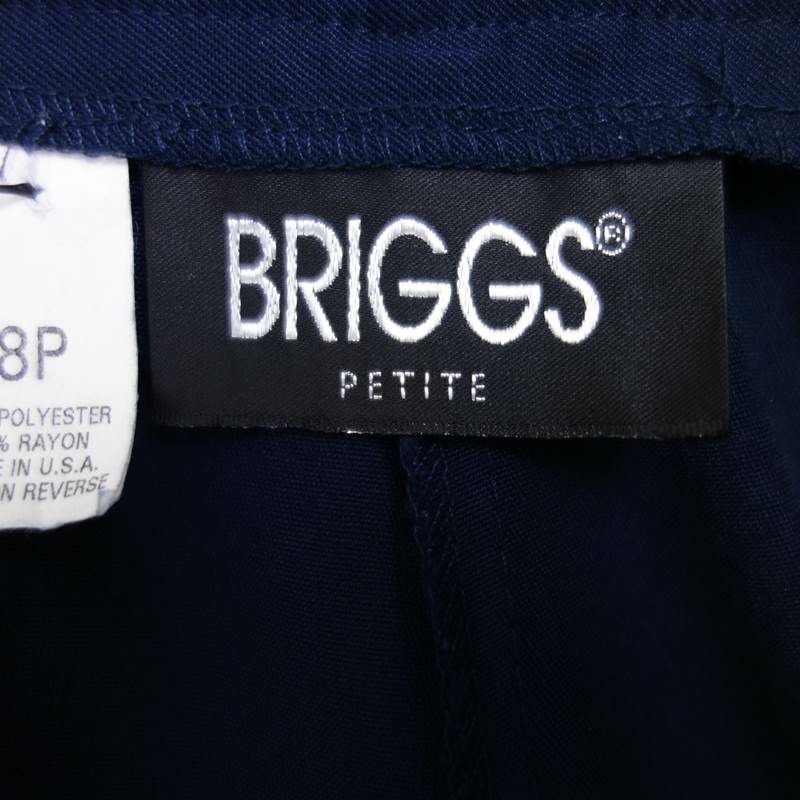 BRIGGS®
PETITE
8P
POLYESTER
% RAYON
IN U.S.A.
REVERSE